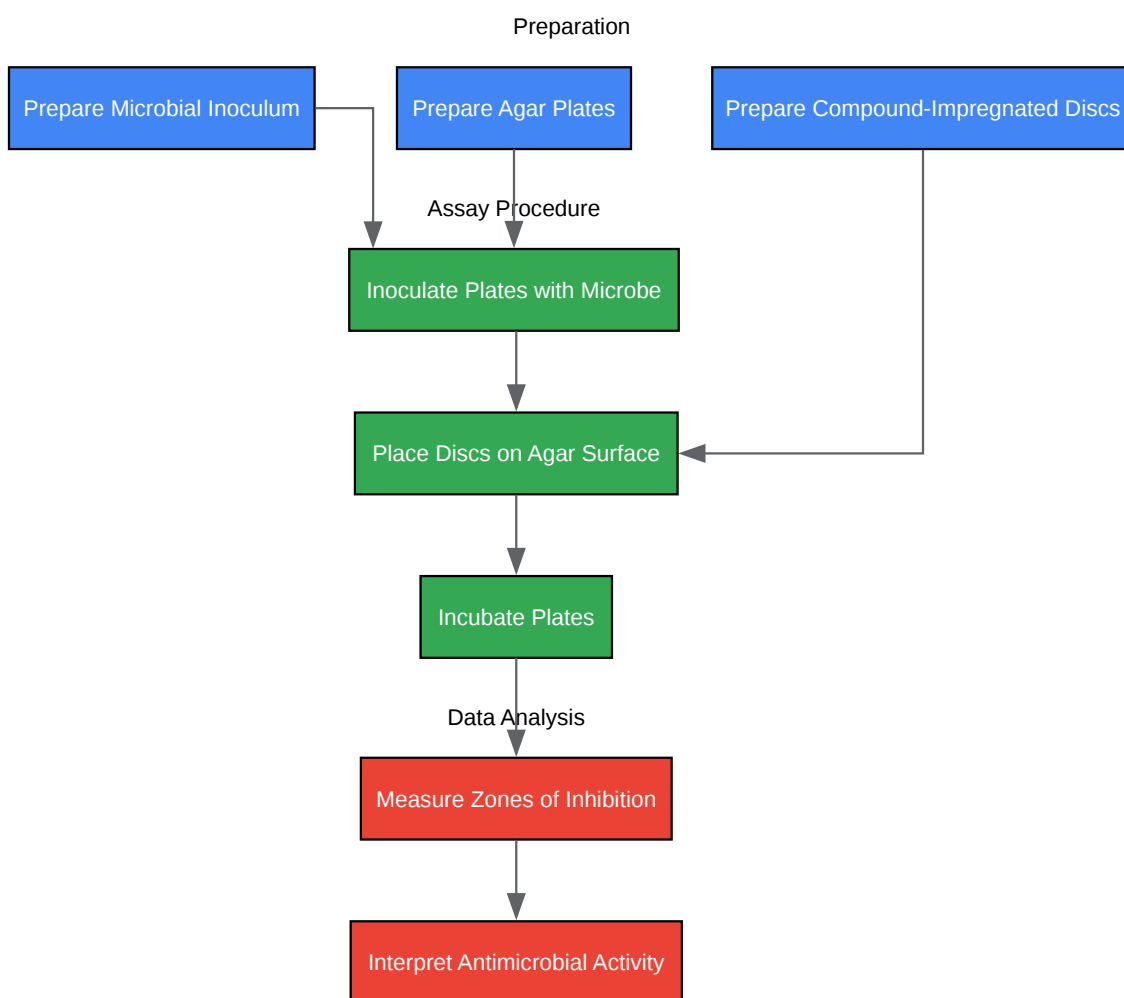 Preparation
Prepare Microbial Inoculum
Prepare Agar Plates
Prepare Compound-Impregnated Discs
Assay Procedure
Inoculate Plates with Microbe
Place Discs on Agar Surface
Incubate Plates
Data Analysis
Measure Zones of Inhibition
Interpret Antimicrobial Activity